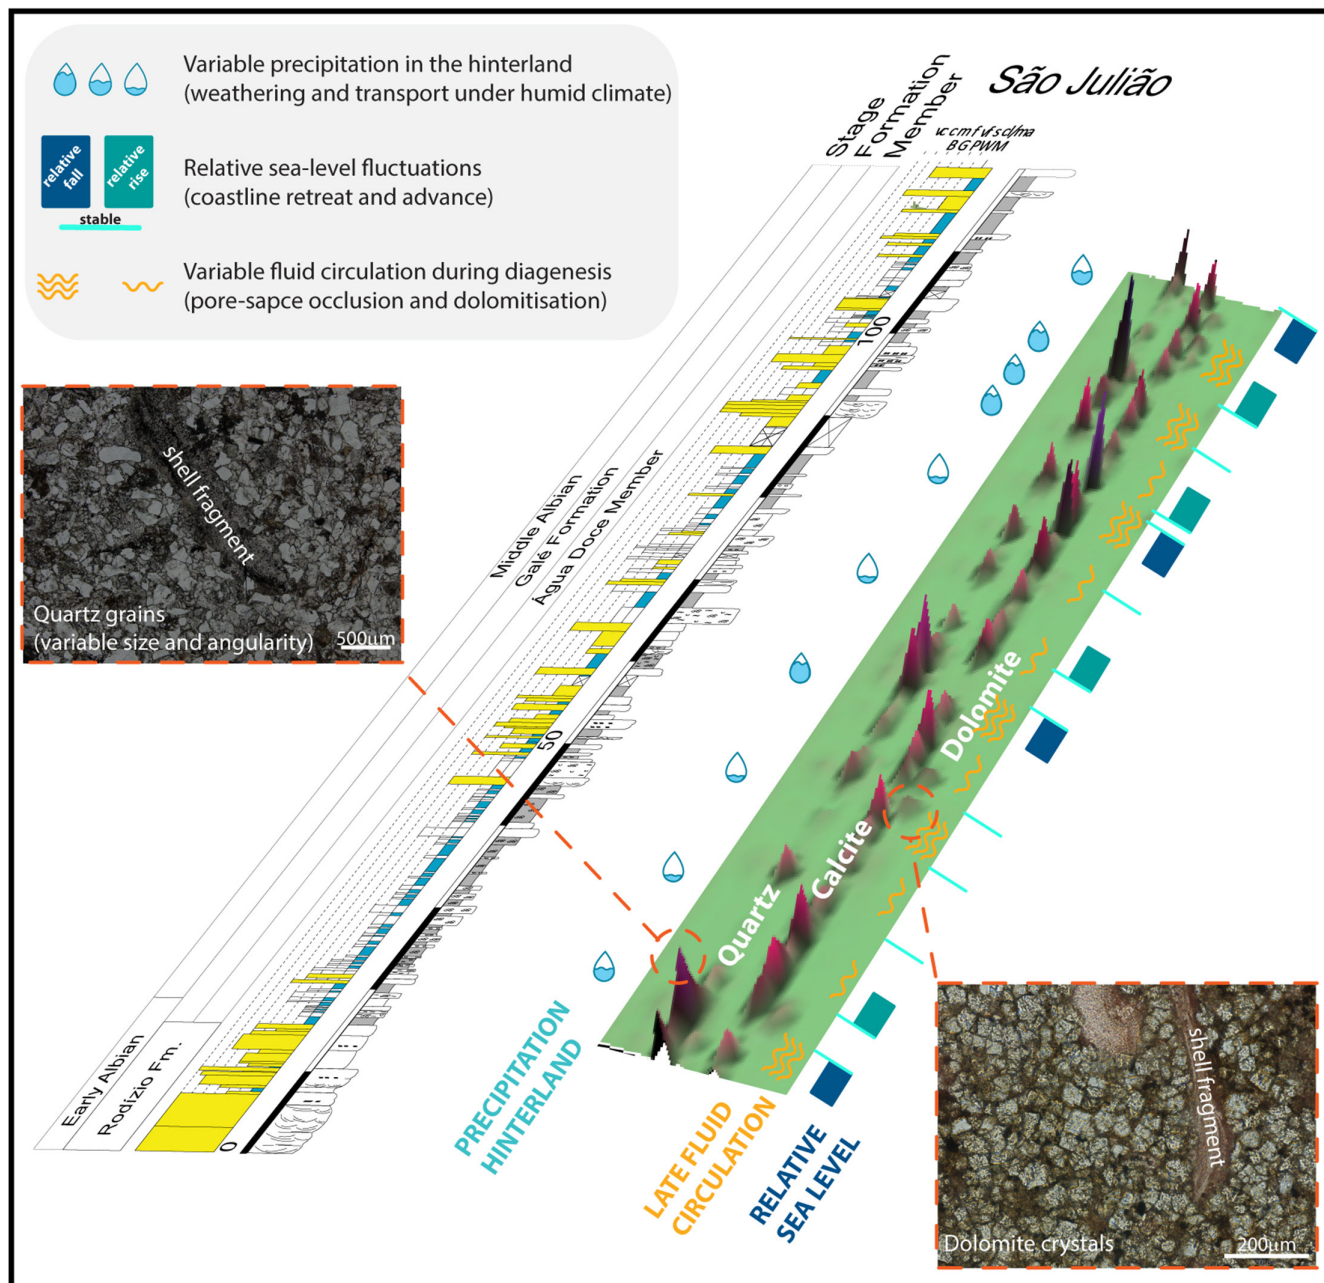 Variable precipitation in the hinterland
(weathering and transport under humid climate)
relative
fall
relative
rise
stable
Relative sea-level fluctuations
(coastline retreat and advance)
Variable fluid circulation during diagenesis
(pore-sapce occlusion and dolomitisation)
São Julião
Stage
Formation
Member
vc c m f vf s cl/ma
B G P W M
100
50
0
Middle Albian
Galé Formation
Água Doce Member
Early Albian
Rodízio Fm.
shell fragment
Quartz grains
(variable size and angularity)
500μm
Quartz
Calcite
Dolomite
PRECIPITATION
HINTERLAND
LATE FLUID
CIRCULATION
RELATIVE
SEA LEVEL
shell fragment
Dolomite crystals
200μm